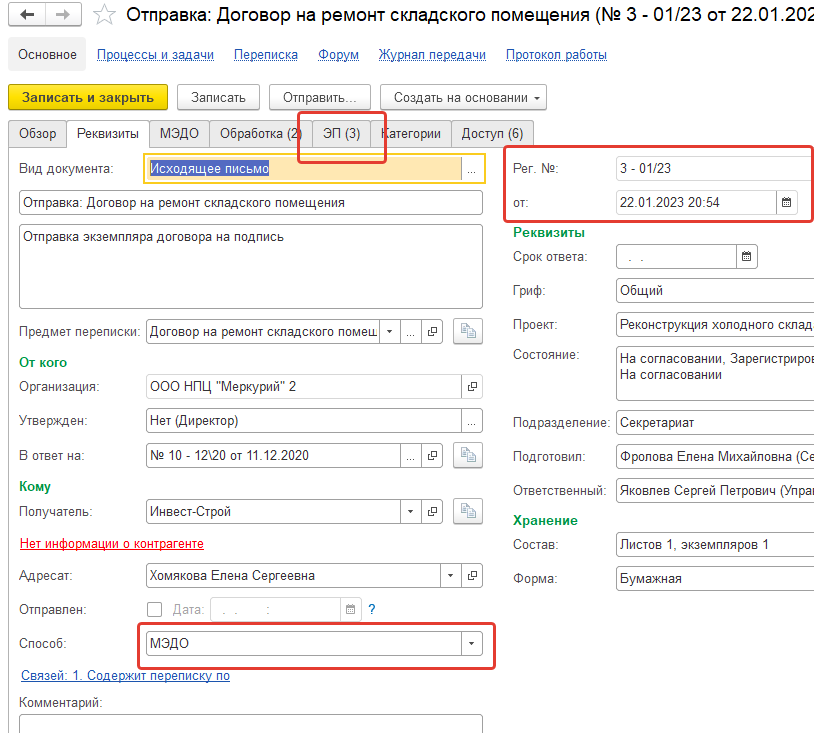 Отправка: Договор на ремонт складского помещения (№ 3 - 01/23 от 22.01.202
Основное Процессы и задачи Переписка Форум Журнал передачи Протокол работы
Записать и закрыть Записать Отправить... Создать на основании
Обзор Реквизиты МЭДО Обработка (2) ЭП (3) Категории Доступ (6)
Вид документа: Исходящее письмо ...
Рег. №: 3 - 01/23
Отправка: Договор на ремонт складского помещения
от: 22.01.2023 20:54
Отправка экземпляра договора на подпись
Реквизиты
Срок ответа: . .
Гриф: Общий
Предмет переписки: Договор на ремонт складского помещ ...
Проект: Реконструкция холодного склад
От кого
Состояние: На согласовании, Зарегистриров
На согласовании
Организация: ООО НПЦ "Меркурий" 2
Утвержден: Нет (Директор) ...
Подразделение: Секретариат
В ответ на: № 10 - 12\20 от 11.12.2020 ...
Подготовил: Фролова Елена Михайловна (Се
Кому
Ответственный: Яковлев Сергей Петрович (Упра
Получатель: Инвест-Строй
Хранение
Нет информации о контрагенте
Состав: Листов 1, экземпляров 1
Адресат: Хомякова Елена Сергеевна
Форма: Бумажная
Отправлен: Дата: . . : ?
Способ: МЭДО
Связей: 1. Содержит переписку по
Комментарий: